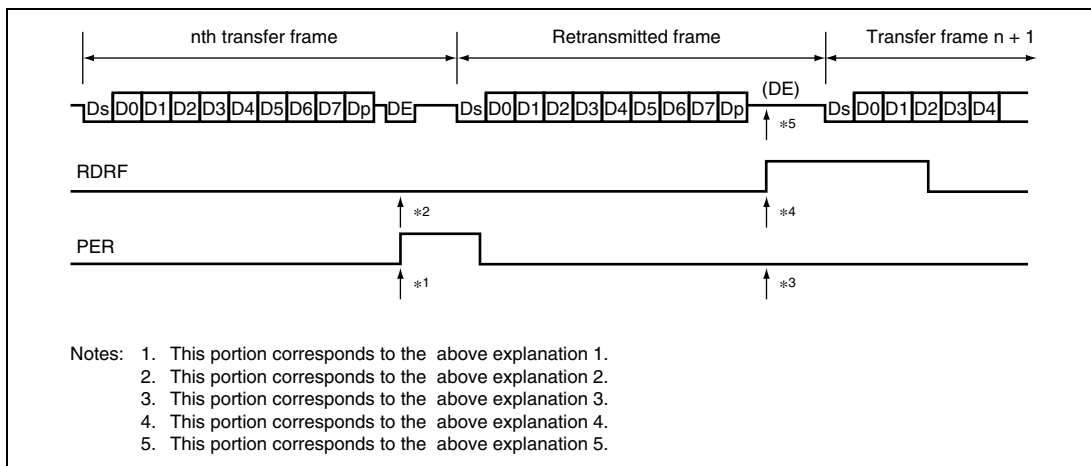 nth transfer frame Retransmitted frame Transfer frame n + 1
(DE)
Ds D0 D1 D2 D3 D4 D5 D6 D7 Dp DE Ds D0 D1 D2 D3 D4 D5 D6 D7 Dp Ds D0 D1 D2 D3 D4
*5
RDRF
*2 *4
PER
*1 *3
Notes: 1. This portion corresponds to the above explanation 1.
2. This portion corresponds to the above explanation 2.
3. This portion corresponds to the above explanation 3.
4. This portion corresponds to the above explanation 4.
5. This portion corresponds to the above explanation 5.